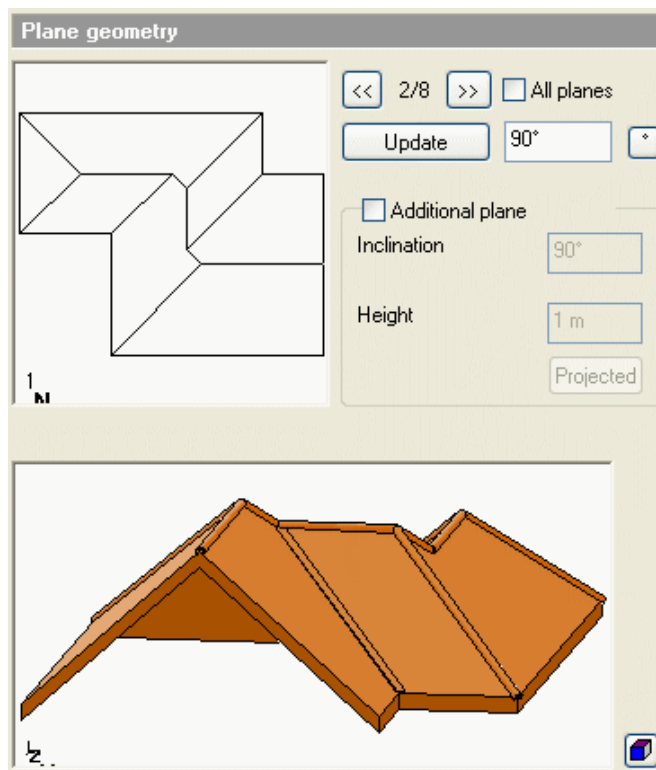 Plane geometry
<< 2/8 >> All planes
Update 90° °
Additional plane
Inclination 90°
Height 1 m
Projected
1
N